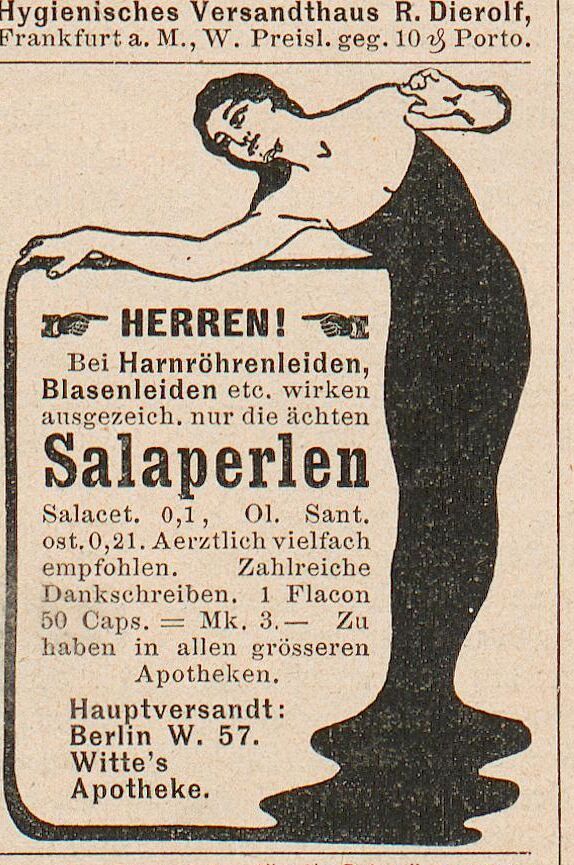 Hygienisches Versandthaus R. Dierolf,
Frankfurt a. M., W. Preisl. geg. 10 ₰ Porto.
HERREN!
Bei Harnröhrenleiden,
Blasenleiden etc. wirken
ausgezeich. nur die ächten
Salaperlen
Salacet. 0,1, Ol. Sant.
ost. 0,21. Aerztlich vielfach
empfohlen. Zahlreiche
Dankschreiben. 1 Flacon
50 Caps. = Mk. 3.— Zu
haben in allen grösseren
Apotheken.
Hauptversandt:
Berlin W. 57.
Witte's
Apotheke.